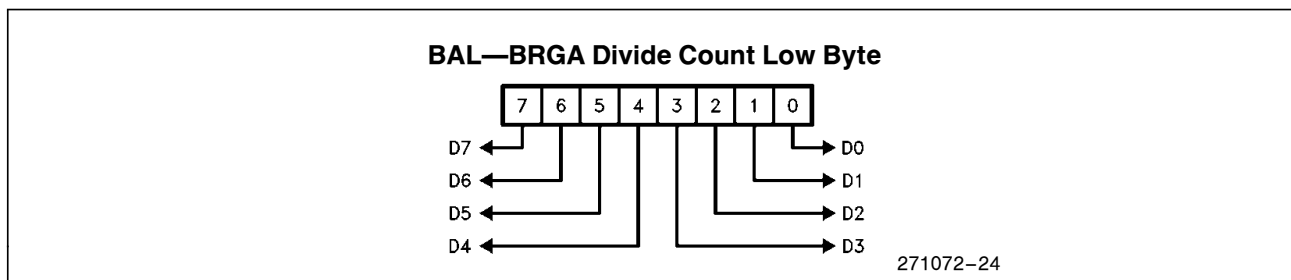 BAL—BRGA Divide Count Low Byte
7 6 5 4 3 2 1 0
D7 D0
D6 D1
D5 D2
D4 D3
271072–24